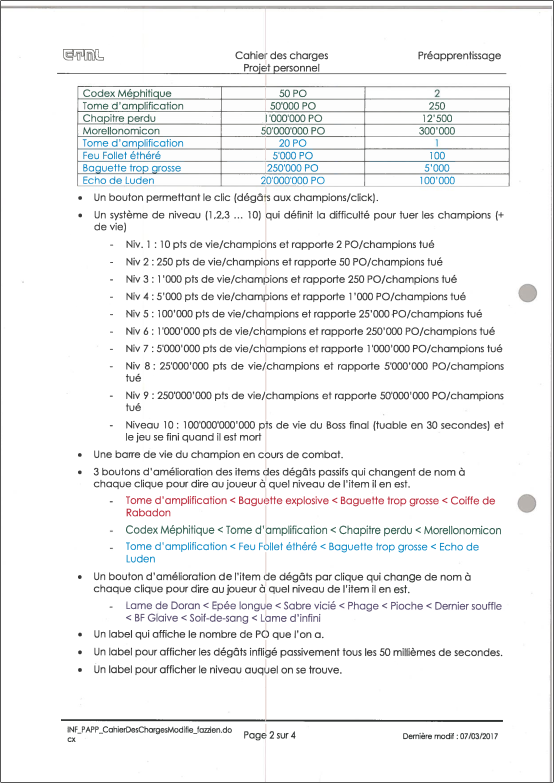 ETML Cahier des charges Préapprentissage
Projet personnel
Codex Méphitique 50 PO 2
Tome d'amplification 50'000 PO 250
Chapitre perdu 1'000'000 PO 12'500
Morellonomicon 50'000'000 PO 300'000
Tome d'amplification 20 PO 1
Feu Follet éthéré 5'000 PO 100
Baguette trop grosse 250'000 PO 5'000
Echo de Luden 20'000'000 PO 100'000
• Un bouton permettant le clic (dégâts aux champions/click).
• Un système de niveau (1,2,3 ... 10) qui définit la difficulté pour tuer les champions (+
de vie)
- Niv. 1 : 10 pts de vie/champions et rapporte 2 PO/champions tué
- Niv 2 : 250 pts de vie/champions et rapporte 50 PO/champions tué
- Niv 3 : 1'000 pts de vie/champions et rapporte 250 PO/champions tué
- Niv 4 : 5'000 pts de vie/champions et rapporte 1'000 PO/champions tué
- Niv 5 : 100'000 pts de vie/champions et rapporte 25'000 PO/champions tué
- Niv 6 : 1'000'000 pts de vie/champions et rapporte 250'000 PO/champions tué
- Niv 7 : 5'000'000 pts de vie/champions et rapporte 1'000'000 PO/champions tué
- Niv 8 : 25'000'000 pts de vie/champions et rapporte 5'000'000 PO/champions
tué
- Niv 9 : 250'000'000 pts de vie/champions et rapporte 50'000'000 PO/champions
tué
- Niveau 10 : 100'000'000'000 pts de vie du Boss final (tuable en 30 secondes) et
le jeu se fini quand il est mort
• Une barre de vie du champion en cours de combat.
• 3 boutons d'amélioration des items des dégâts passifs qui changent de nom à
chaque clique pour dire au joueur à quel niveau de l'item il en est.
- Tome d'amplification < Baguette explosive < Baguette trop grosse < Coiffe de
Rabadon
- Codex Méphitique < Tome d'amplification < Chapitre perdu < Morellonomicon
- Tome d'amplification < Feu Follet éthéré < Baguette trop grosse < Echo de
Luden
• Un bouton d'amélioration de l'item de dégâts par clique qui change de nom à
chaque clique pour dire au joueur à quel niveau de l'item il en est.
- Lame de Doran < Epée longue < Sabre vicié < Phage < Pioche < Dernier souffle
< BF Glaive < Soif-de-sang < Lame d'infini
• Un label qui affiche le nombre de PO que l'on a.
• Un label pour afficher les dégâts infligé passivement tous les 50 millièmes de secondes.
• Un label pour afficher le niveau auquel on se trouve.
INF_PAPP_CahierDesChargesModifie_fazzien.do
cx Page 2 sur 4 Dernière modif : 07/03/2017